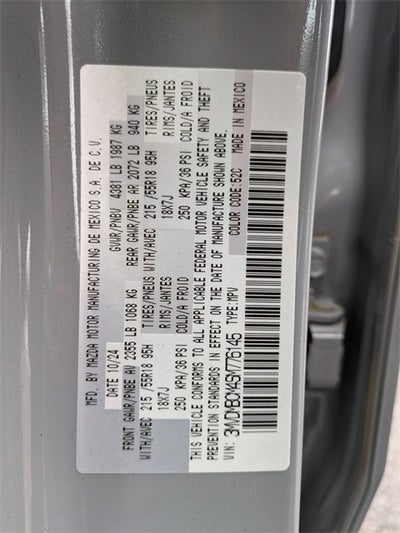 MFD. BY MAZDA MOTOR MANUFACTURING DE MEXICO S.A. DE C.V.
DATE 10/24 GVWR/PNBU 4381 LB 1987 KG
FRONT GAWR/PNBE AV 2355 LB 1068 KG REAR GAWR/PNBE AR 2072 LB 940 KG
WITH/AVEC 215/55R18 95H TIRES/PNEUS WITH/AVEC 215/55R18 95H TIRES/PNEUS
18X7J RIMS/JANTES 18X7J RIMS/JANTES
250 KPA/36 PSI COLD/A FROID 250 KPA/36 PSI COLD/A FROID
THIS VEHICLE CONFORMS TO ALL APPLICABLE FEDERAL MOTOR VEHICLE SAFETY AND THEFT
PREVENTION STANDARDS IN EFFECT ON THE DATE OF MANUFACTURE SHOWN ABOVE.
VIN: TYPE: MPV COLOR CODE: 52C MADE IN MEXICO